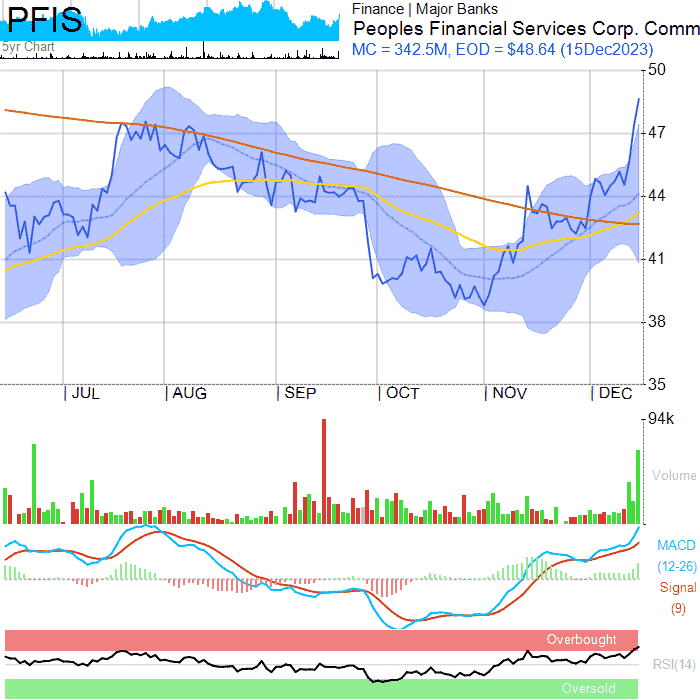 PFIS
5yr Chart
Finance | Major Banks
Peoples Financial Services Corp. Comm
MC = 342.5M, EOD = $48.64 (15Dec2023)
50
47
44
41
38
35
JUL AUG SEP OCT NOV DEC
94k
Volume
MACD
(12-26)
Signal
(9)
Overbought
RSI(14)
Oversold